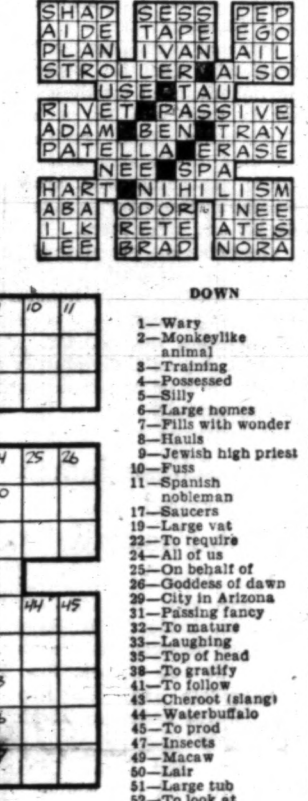 SHAD SESS PEP
AIDE TAPE EGO
PLAN IVAN AIL
STROLLER ALSO
USE TAU
RIVET PASSIVE
ADAM BEN TRAY
PATELLA ERASE
NEE SPA
HART NIHILISM
ABA ODOR INEE
ILK RETE ATES
LEE BRAD NORA
10 11
25 26
44 45
DOWN
1—Wary
2—Monkeylike
animal
3—Training
4—Possessed
5—Silly
6—Large homes
7—Fills with wonder
8—Hauls
9—Jewish high priest
10—Fuss
11—Spanish
nobleman
17—Saucers
19—Large vat
22—To require
24—All of us
25—On behalf of
26—Goddess of dawn
29—City in Arizona
31—Passing fancy
32—To mature
33—Laughing
35—Top of head
38—To gratify
41—To follow
43—Cheroot (slang)
44—Waterbuffalo
45—To prod
47—Insects
49—Macaw
50—Lair
51—Large tub
52—To look at